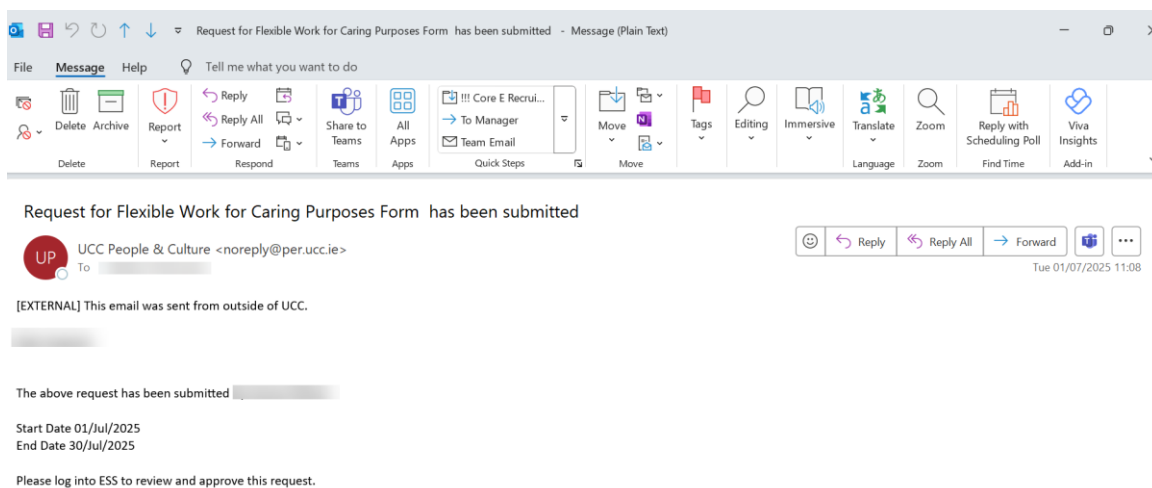 Request for Flexible Work for Caring Purposes Form  has been submitted  -  Message (Plain Text)
File Message Help Tell me what you want to do
Delete Archive Report Reply Reply All Forward Share to Teams All Apps !!! Core E Recrui... To Manager Team Email Move Tags Editing Immersive Translate Zoom Reply with Scheduling Poll Viva Insights
Delete Report Respond Teams Apps Quick Steps Move Language Zoom Find Time Add-in
Request for Flexible Work for Caring Purposes Form  has been submitted
UP
UCC People & Culture <noreply@per.ucc.ie>
To
Reply Reply All Forward
Tue 01/07/2025 11:08
[EXTERNAL] This email was sent from outside of UCC.
The above request has been submitted
Start Date 01/Jul/2025
End Date 30/Jul/2025
Please log into ESS to review and approve this request.